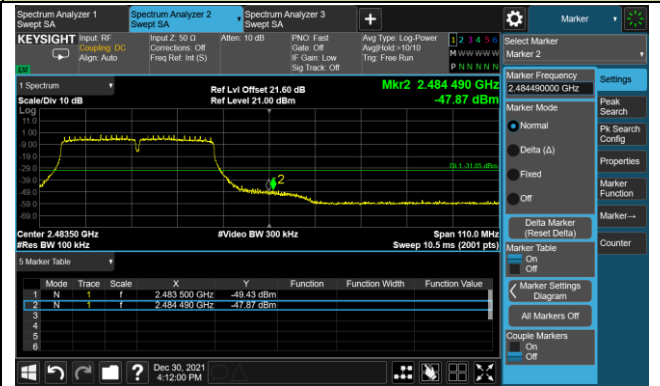 Spectrum Analyzer 1
Swept SA
Spectrum Analyzer 2
Swept SA
Spectrum Analyzer 3
Swept SA
Marker
KEYSIGHT
Input: RF
Coupling: DC
Align: Auto
Input Z: 50 Ω
Corrections: Off
Freq Ref: Int (S)
Atten: 10 dB
PNO: Fast
Gate: Off
IF Gain: Low
Sig Track: Off
Avg Type: Log-Power
Avg|Hold:>10/10
Trig: Free Run
1 2 3 4 5 6
M W W W W W
P N N N N N
Select Marker
Marker 2
1 Spectrum
Scale/Div 10 dB
Log
Ref Lvl Offset 21.60 dB
Ref Level 21.00 dBm
Mkr2 2.484 490 GHz
-47.87 dBm
11.0
1.00
-9.00
-19.0
-29.0
-39.0
-49.0
-59.0
-69.0
DL1 -31.05 dBm
2
Center 2.48350 GHz
#Res BW 100 kHz
#Video BW 300 kHz
Span 110.0 MHz
Sweep 10.5 ms (2001 pts)
5 Marker Table
Mode Trace Scale X Y Function Function Width Function Value
1 N 1 f 2.483 500 GHz -49.43 dBm
2 N 1 f 2.484 490 GHz -47.87 dBm
3
4
5
6
Marker Frequency
2.484490000 GHz
Marker Mode
Normal
Delta (Δ)
Fixed
Off
Delta Marker
(Reset Delta)
Marker Table
On
Off
Marker Settings
Diagram
All Markers Off
Couple Markers
On
Off
Settings
Peak
Search
Pk Search
Config
Properties
Marker
Function
Marker→
Counter
Dec 30, 2021
4:12:00 PM